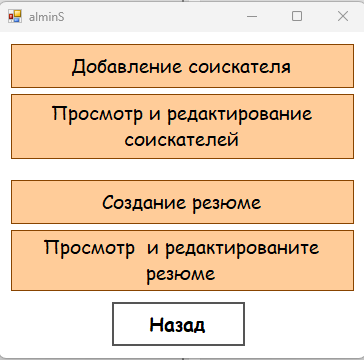 alminS
Добавление соискателя
Просмотр и редактирование
соискателей
Создание резюме
Просмотр и редактированите
резюме
Назад